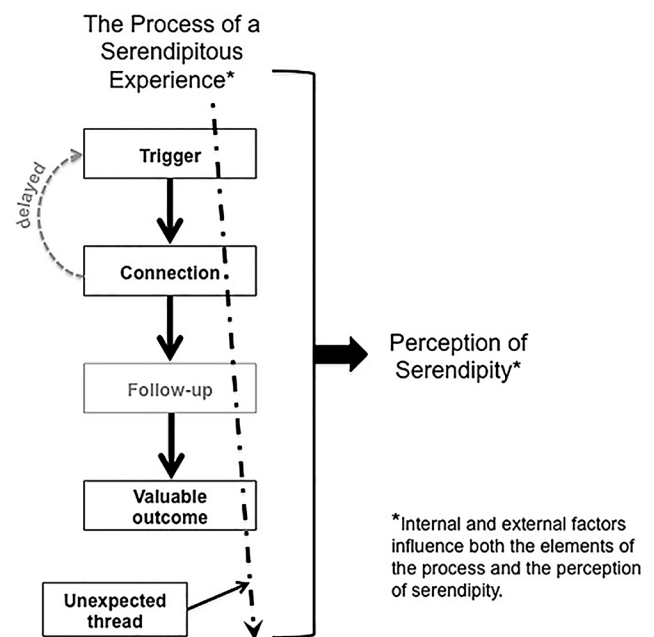 The Process of a
Serendipitous
Experience*
Trigger
delayed
Connection
Follow-up
Valuable
outcome
Unexpected
thread
Perception of
Serendipity*
*Internal and external factors
influence both the elements of
the process and the perception
of serendipity.